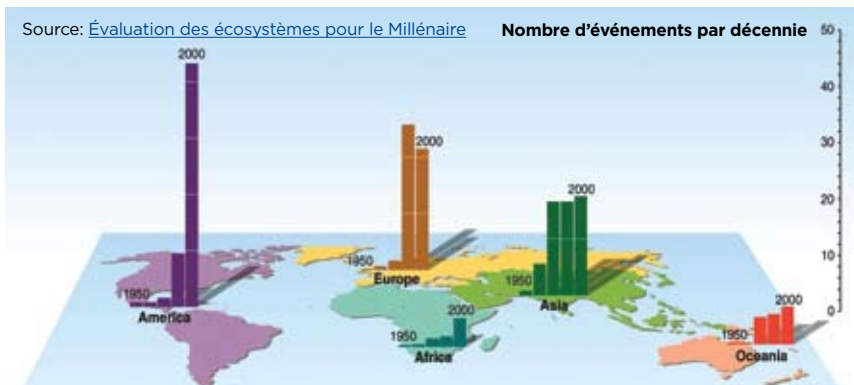 Source: Évaluation des écosystèmes pour le Millénaire
Nombre d’événements par décennie
50
2000
40
2000
30
2000
20
1950
1950
10
Europe
1950
2000
2000
Asia
0
America
1950
1950
Africa
Oceania